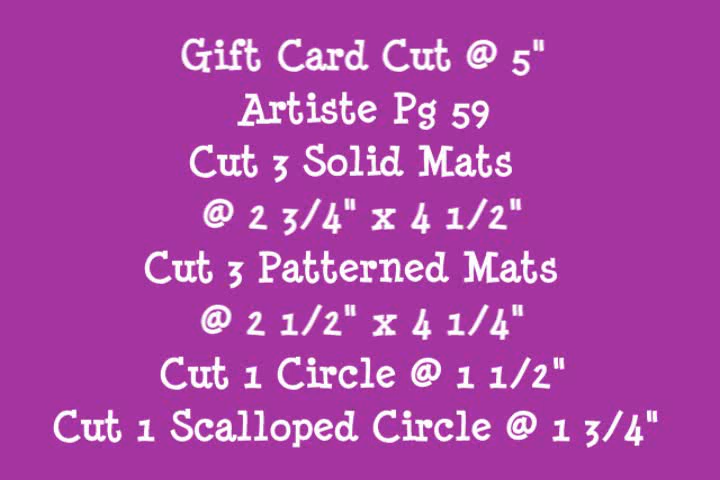 Gift Card Cut @ 5"
Artiste Pg 59
Cut 3 Solid Mats
@ 2 3/4" x 4 1/2"
Cut 3 Patterned Mats
@ 2 1/2" x 4 1/4"
Cut 1 Circle @ 1 1/2"
Cut 1 Scalloped Circle @ 1 3/4"